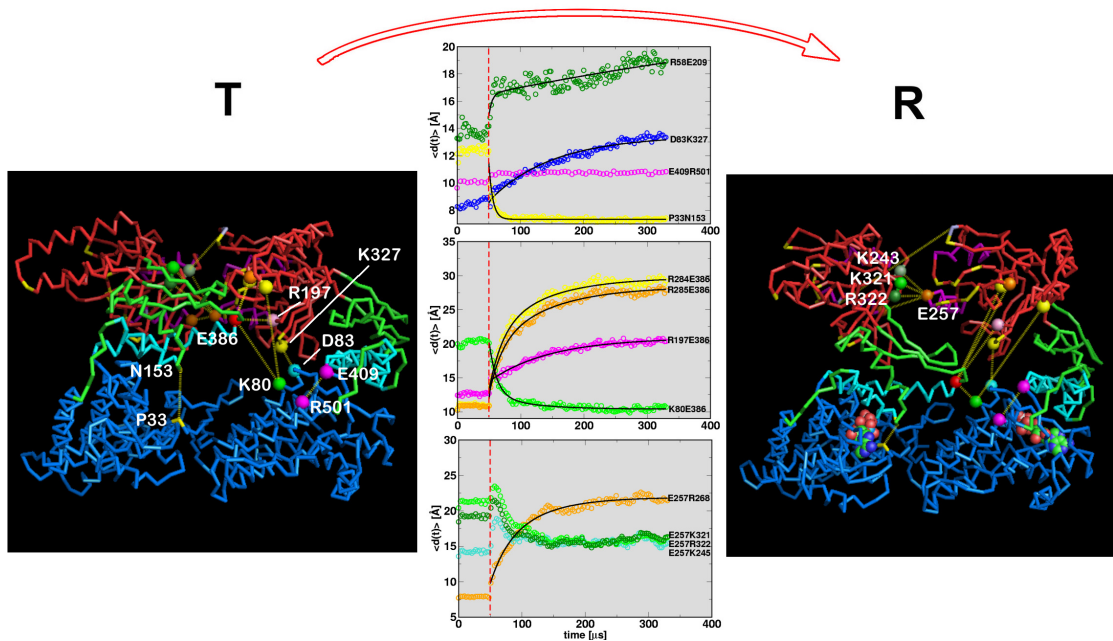 T
R
20
18
16
14
12
10
8
<d(t)> [Å]
R58E209
D83K327
E409R501
P33N153
0 100 200 300 400
35
30
25
20
15
10
<d(t)> [Å]
R284E386
R285E386
R197E386
K80E386
0 100 200 300 400
30
25
20
15
10
5
<d(t)> [Å]
E257R268
E257K321
E257R322
E257K245
0 100 200 300 400
time [μs]
K327
R197
E386
D83
N153
E409
K80
R501
P33
K243
K321
R322
E257